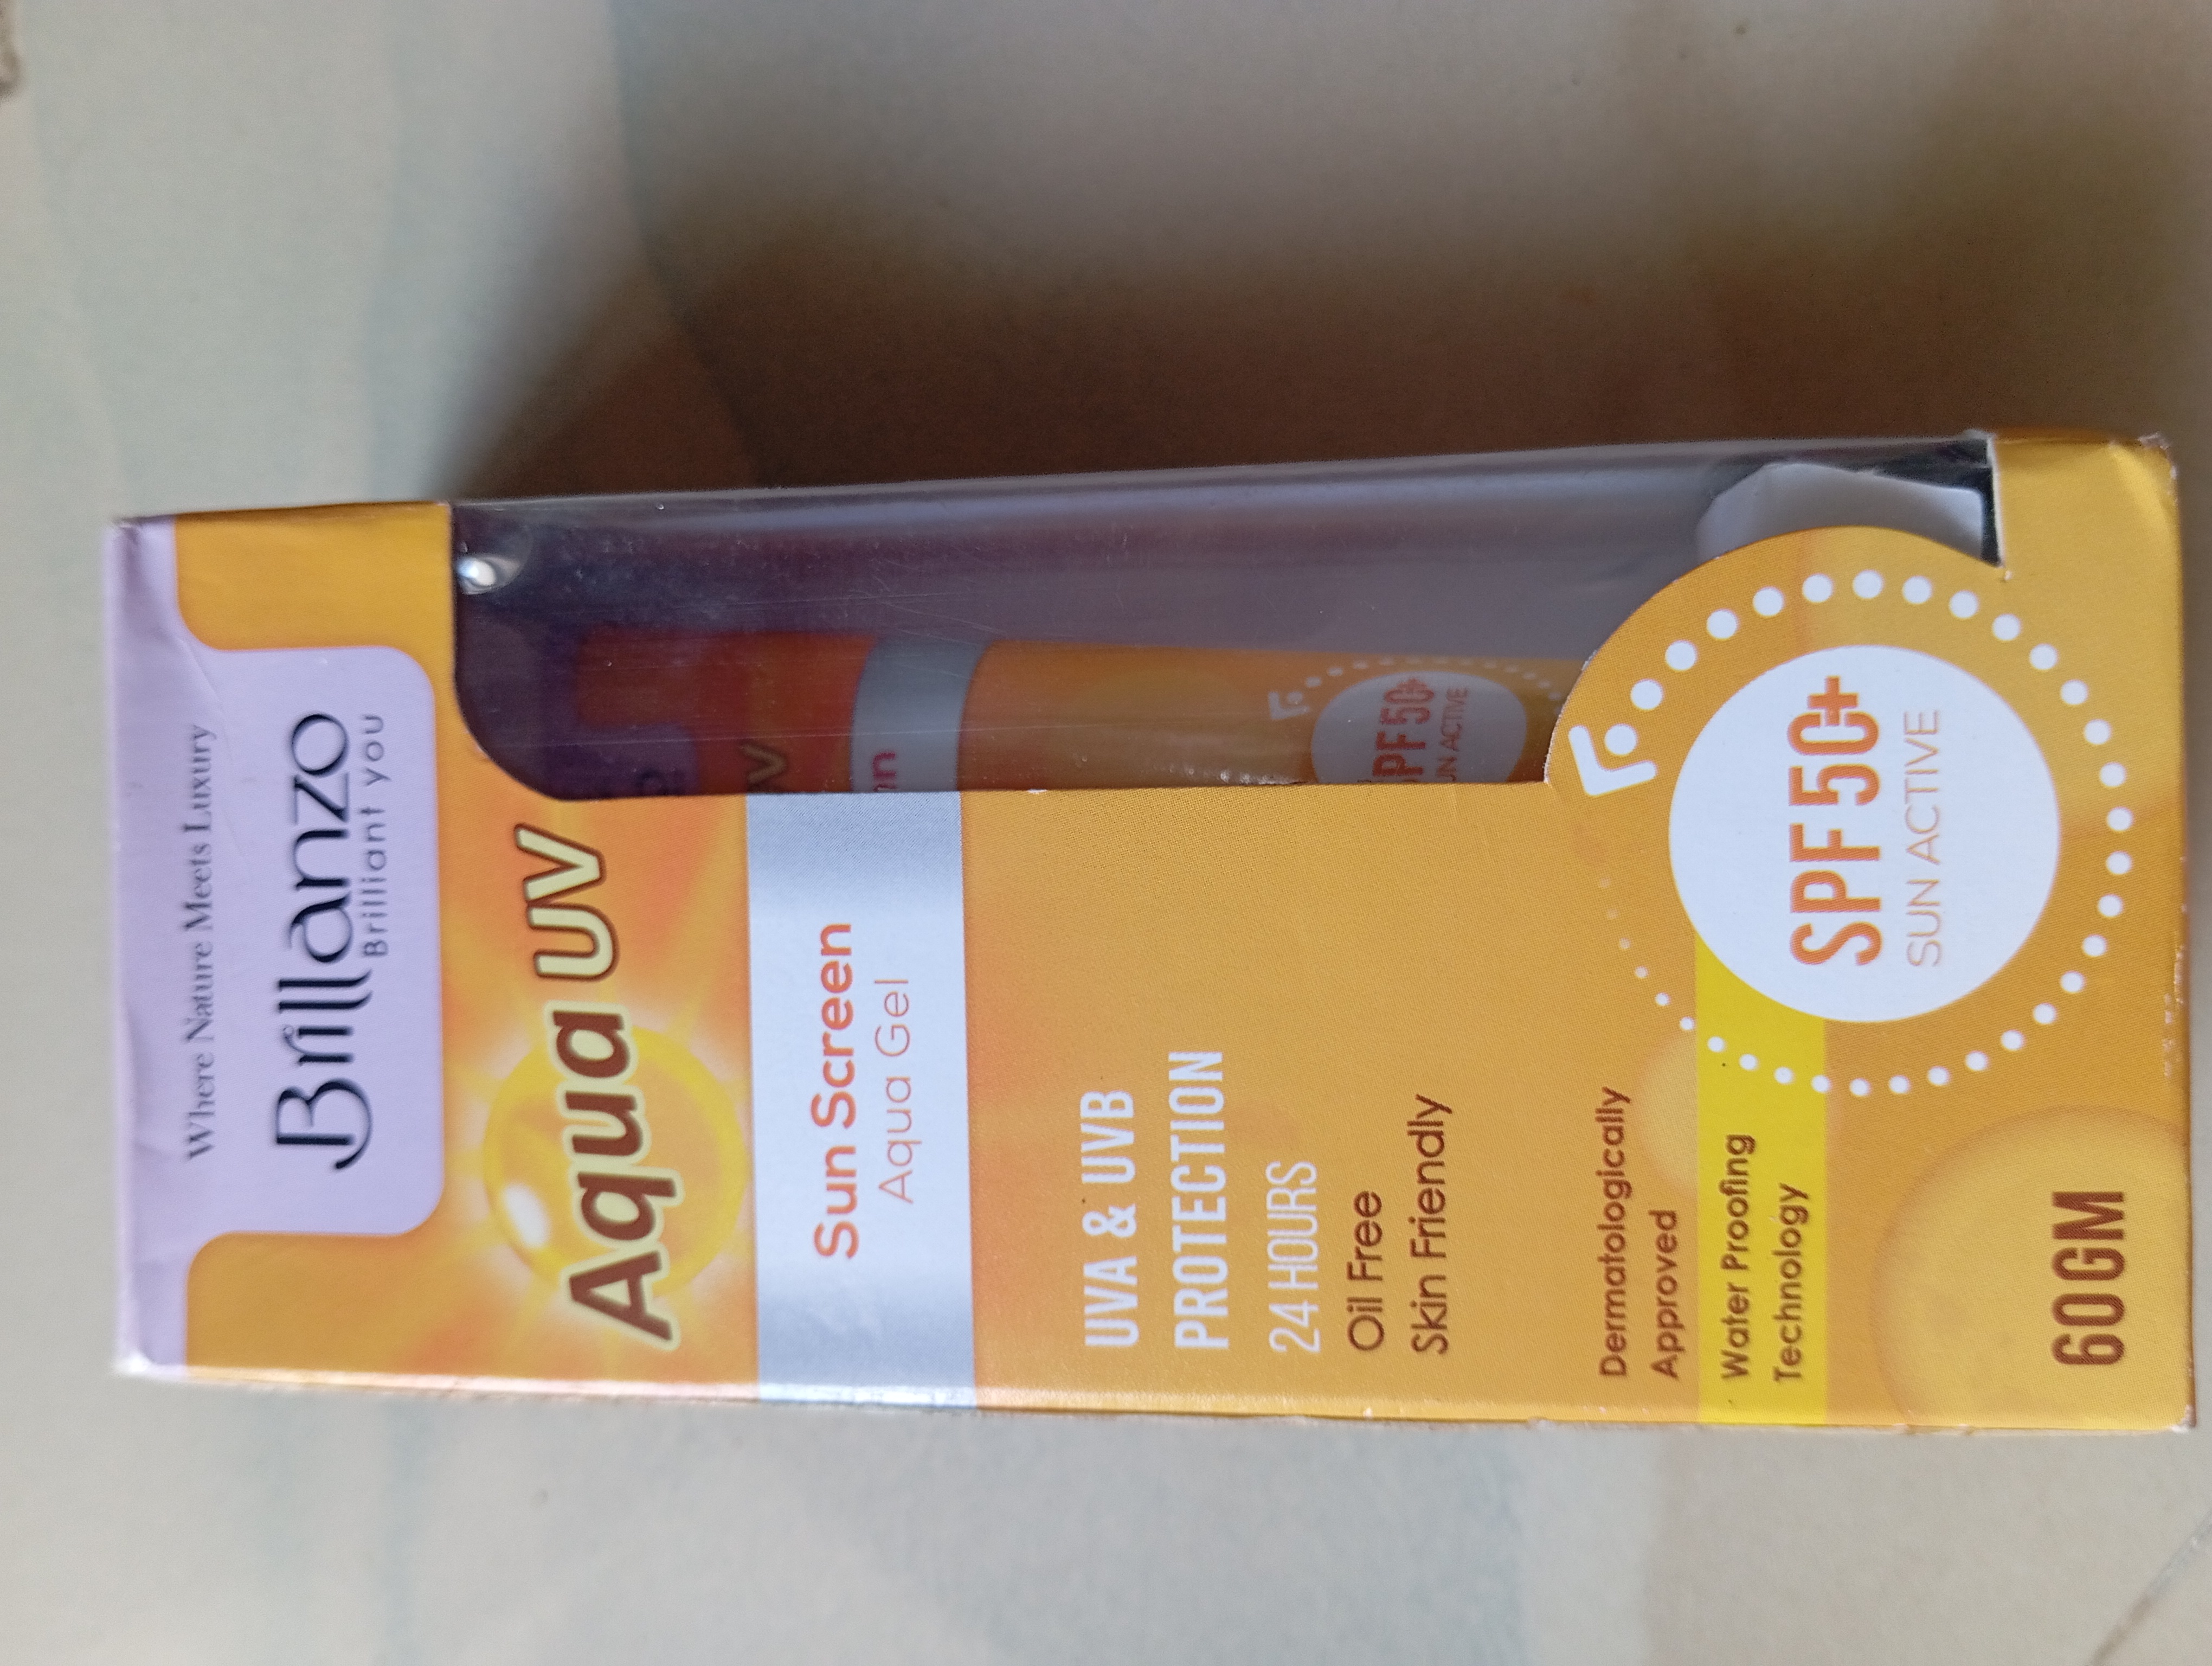 Where Nature Meets Luxury
Brillanzo
Brilliant you
Aqua UV
Sun Screen
Aqua Gel
UVA & UVB
PROTECTION
24 HOURS
Oil Free
Skin Friendly
Dermatologically
Approved
Water Proofing
Technology
SPF 50+
SUN ACTIVE
60GM